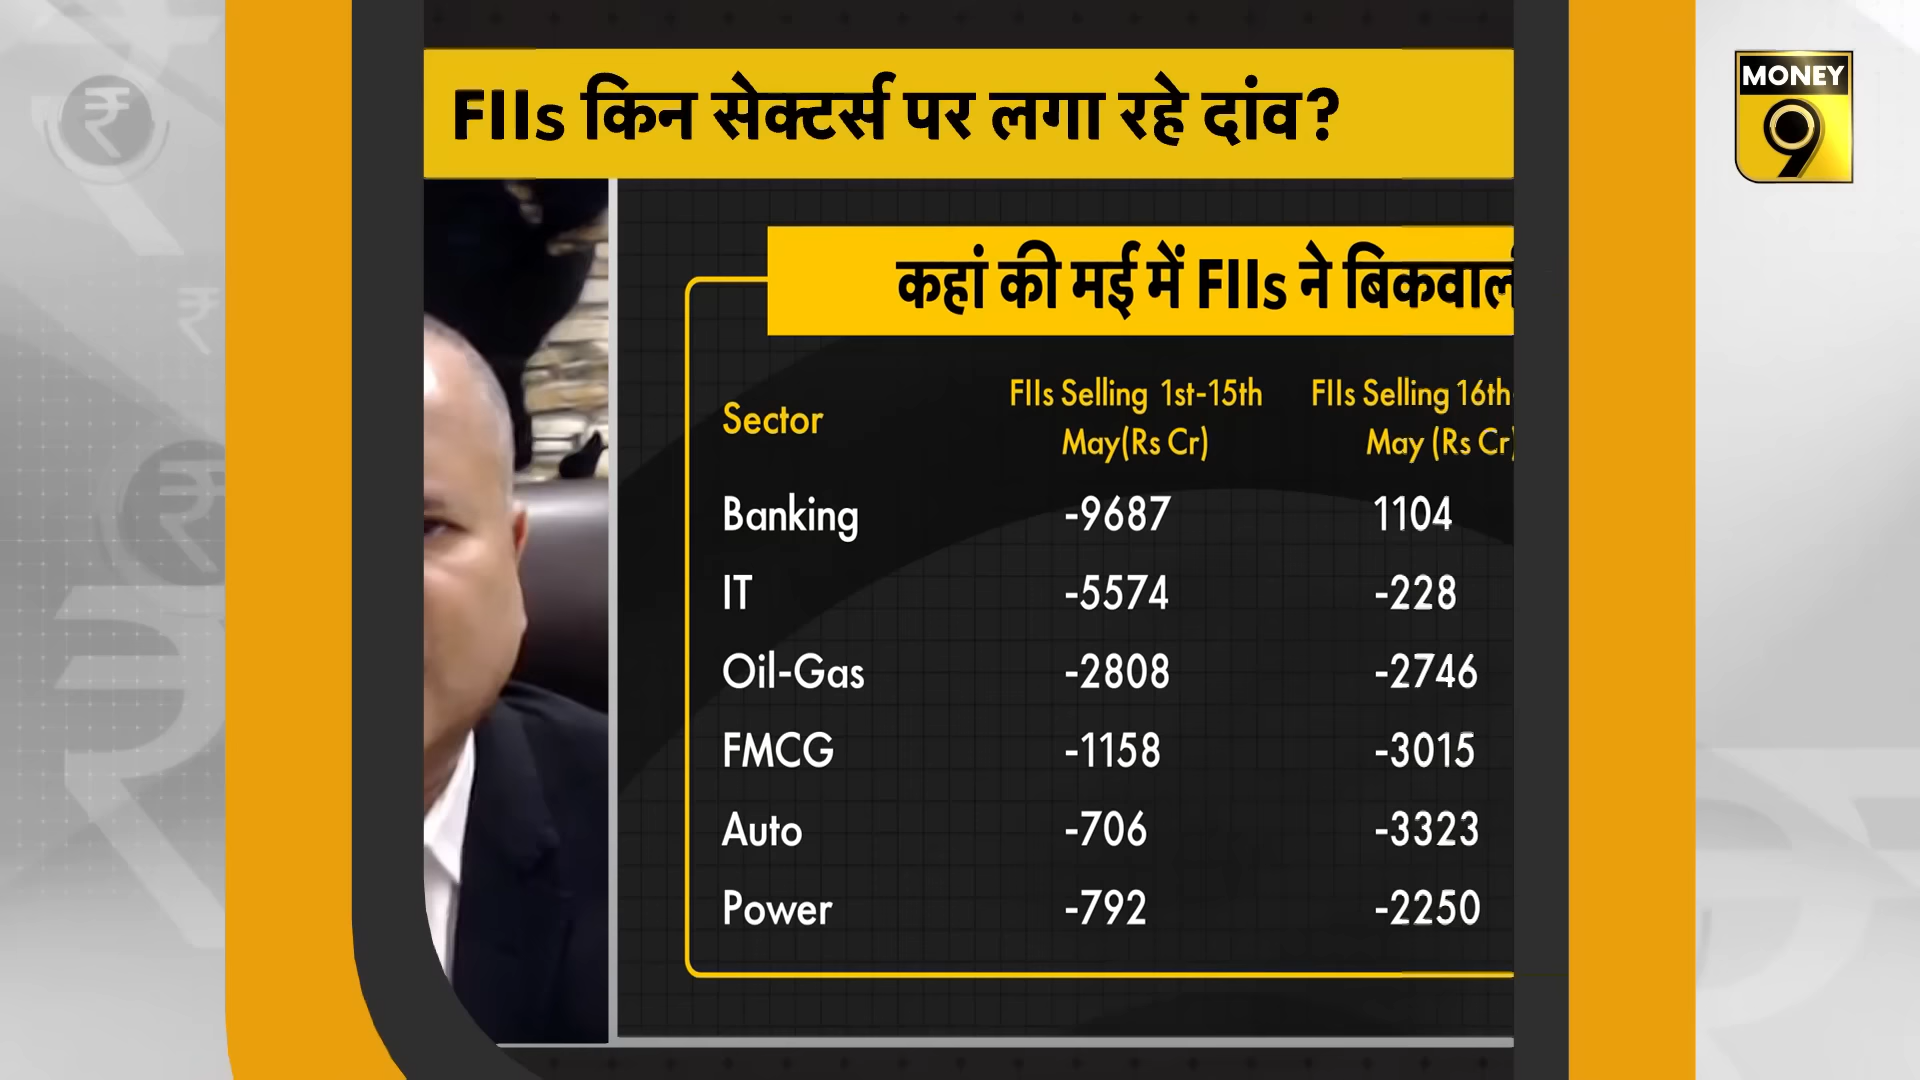 FIIs किन सेक्टर्स पर लगा रहे दांव?
MONEY
9
कहां की मई में FIIs ने
Sector
FIIs Selling 1st-15th
May(Rs Cr)
FIIs Selling 16th-
May (Rs Cr)
Banking -9687 1104
IT -5574 -228
Oil-Gas -2808 -2746
FMCG -1158 -3015
Auto -706 -3323
Power -792 -2250